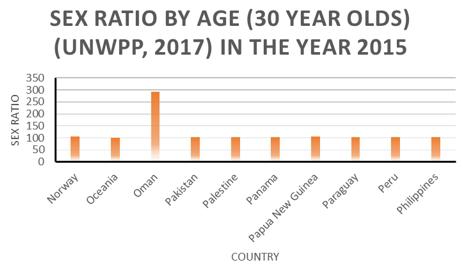 SEX RATIO BY AGE (30 YEAR OLDS)
(UNWPP, 2017) IN THE YEAR 2015
350
300
250
200
150
100
50
0
SEX RATIO
Norway
Oceania
Oman
Pakistan
Palestine
Panama
Papua New Guinea
Paraguay
Peru
Philippines
COUNTRY